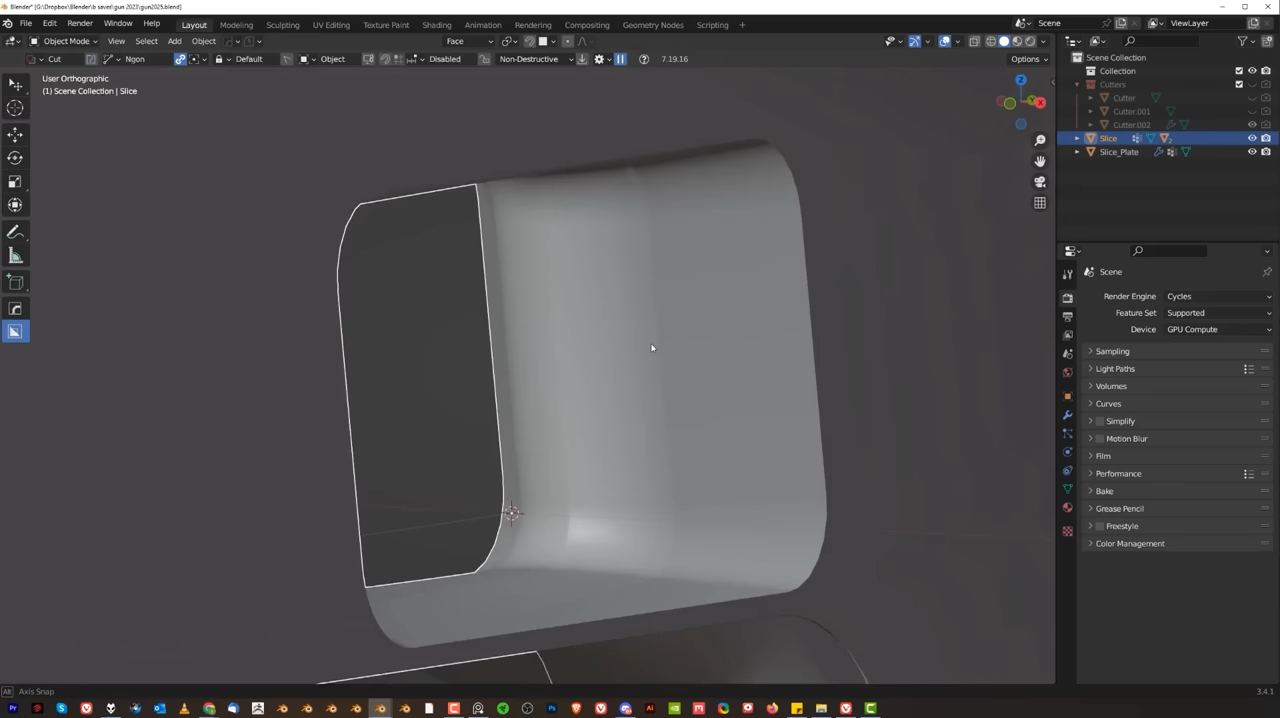 Blender* [G:\Dropbox\Blender\b saves\gun 2023\gun2025.blend]
File Edit Render Window Help Layout Modeling Sculpting UV Editing Texture Paint Shading Animation Rendering Compositing Geometry Nodes Scripting + Scene ViewLayer
Object Mode View Select Add Object Face
Cut Ngon Default Object Disabled Non-Destructive 7.19.16 Options
User Orthographic
(1) Scene Collection | Slice
Scene Collection
Collection
Cutters
Cutter
Cutter.001
Cutter.002
Slice 2
Slice_Plate
Scene
Render Engine Cycles
Feature Set Supported
Device GPU Compute
Sampling
Light Paths
Volumes
Curves
Simplify
Motion Blur
Film
Performance
Bake
Grease Pencil
Freestyle
Color Management
Alt Axis Snap 3.4.1